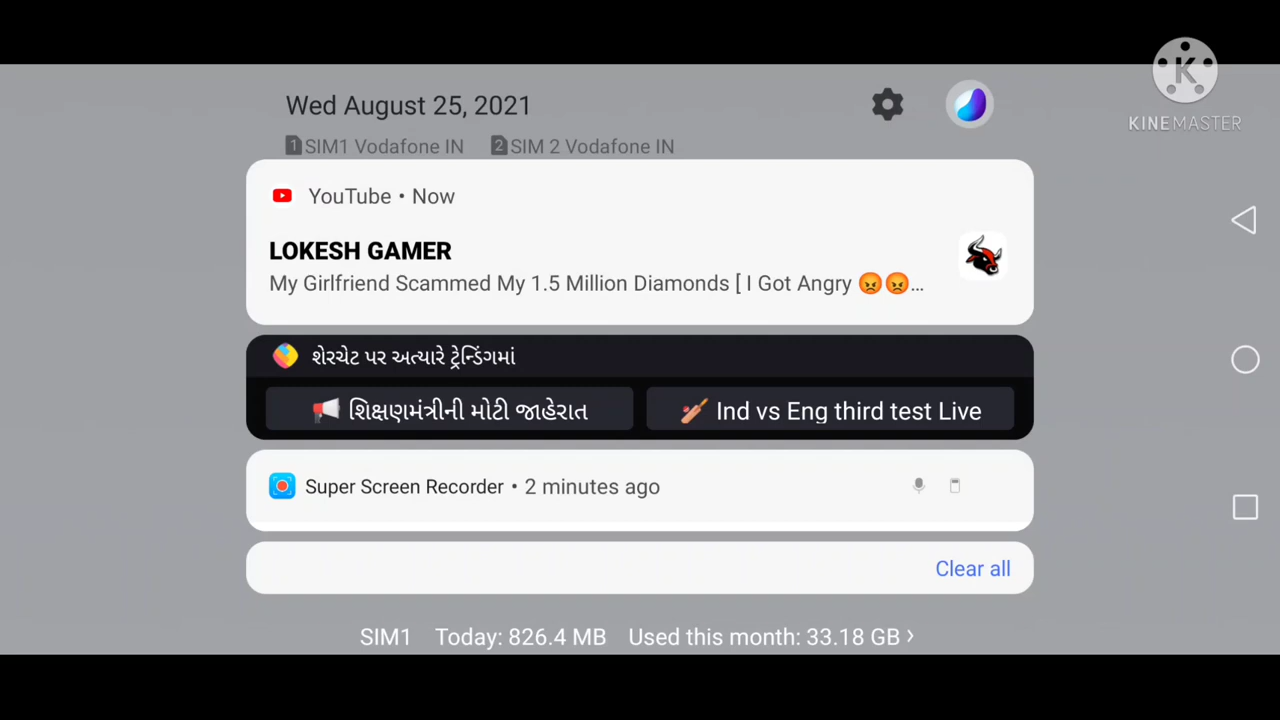 K
KINEMASTER
Wed August 25, 2021
1 SIM1 Vodafone IN 2 SIM 2 Vodafone IN
YouTube • Now
LOKESH GAMER
My Girlfriend Scammed My 1.5 Million Diamonds [ I Got Angry 😡😡…
શેરચેટ પર અત્યારે ટ્રેન્ડિંગમાં
📢 શિક્ષણમંત્રીની મોટી જાહેરાત 🏏 Ind vs Eng third test Live
Super Screen Recorder • 2 minutes ago
Clear all
SIM1 Today: 826.4 MB Used this month: 33.18 GB ›